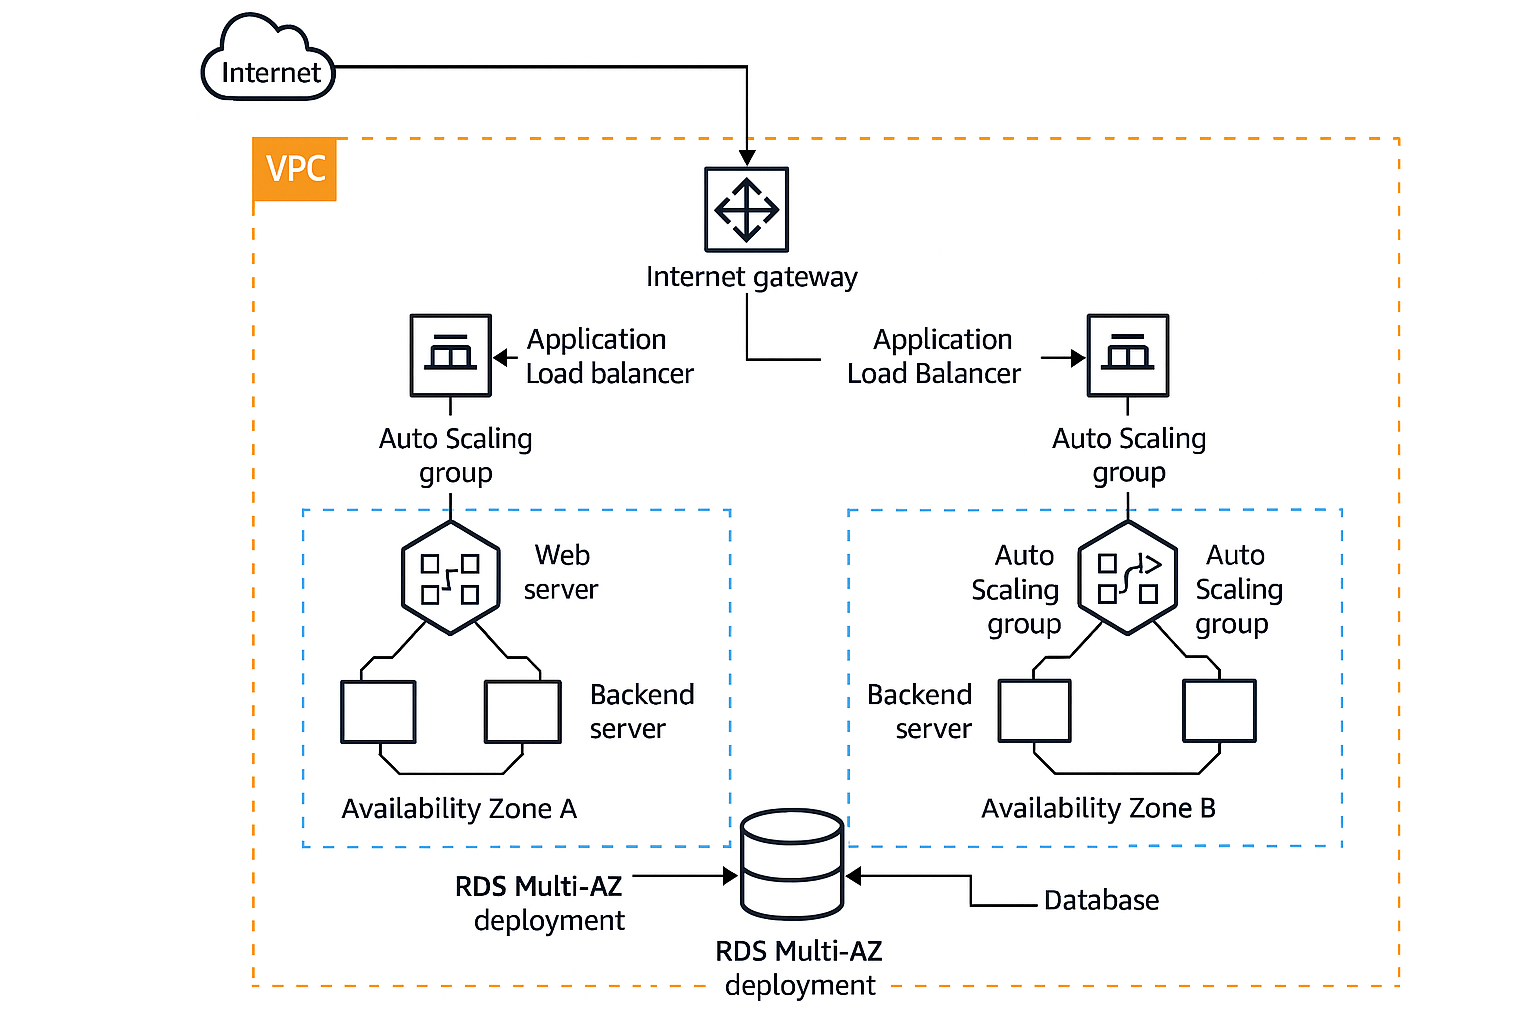 Internet
VPC
Internet gateway
Application
Load balancer
Application
Load Balancer
Auto Scaling
group
Auto Scaling
group
Web
server
Auto
Scaling
group
Auto
Scaling
group
Backend
server
Backend
server
Availability Zone A
Availability Zone B
RDS Multi-AZ
deployment
Database
RDS Multi-AZ
deployment